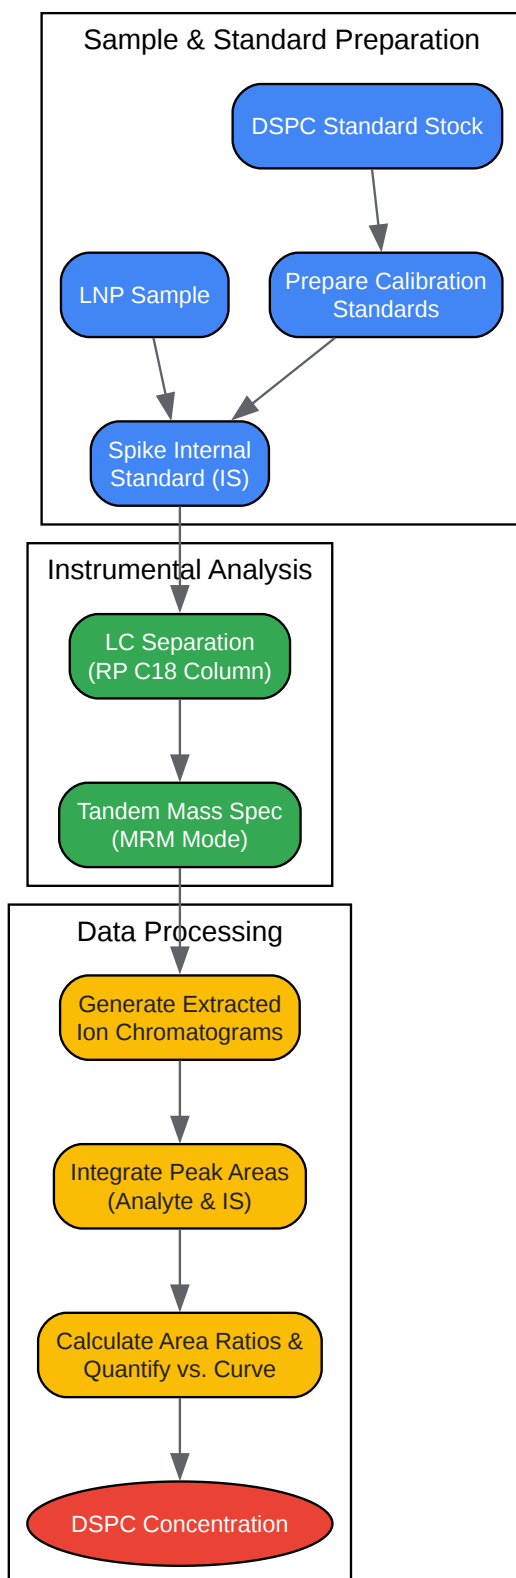 Sample & Standard Preparation
DSPC Standard Stock
LNP Sample
Prepare Calibration
Standards
Spike Internal
Standard (IS)
Instrumental Analysis
LC Separation
(RP C18 Column)
Tandem Mass Spec
(MRM Mode)
Data Processing
Generate Extracted
Ion Chromatograms
Integrate Peak Areas
(Analyte & IS)
Calculate Area Ratios &
Quantify vs. Curve
DSPC Concentration